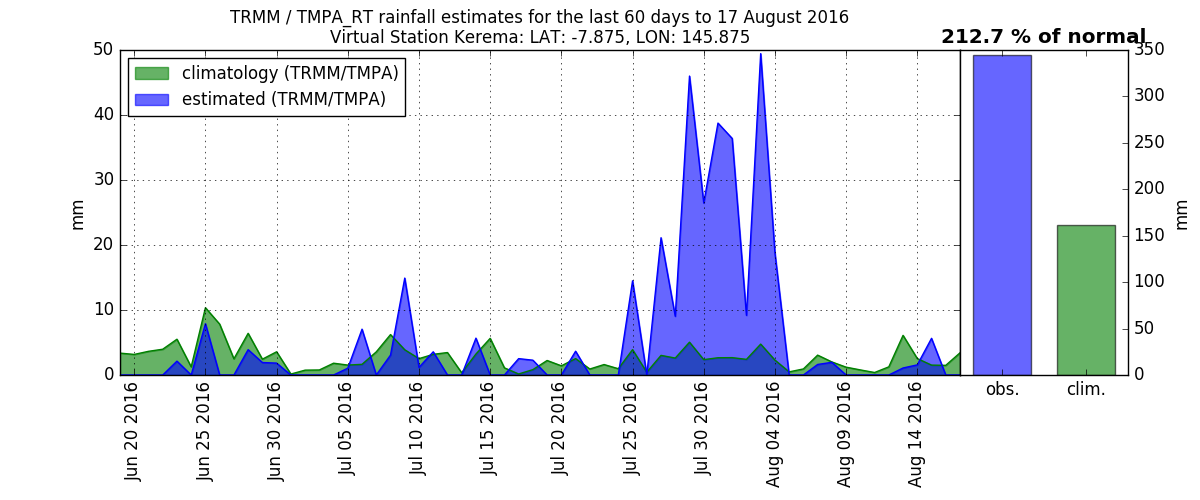 TRMM / TMPA_RT rainfall estimates for the last 60 days to 17 August 2016
Virtual Station Kerema: LAT: -7.875, LON: 145.875
212.7 % of normal
climatology (TRMM/TMPA)
estimated (TRMM/TMPA)
mm
50
40
30
20
10
0
Jun 20 2016
Jun 25 2016
Jun 30 2016
Jul 05 2016
Jul 10 2016
Jul 15 2016
Jul 20 2016
Jul 25 2016
Jul 30 2016
Aug 04 2016
Aug 09 2016
Aug 14 2016
obs.
clim.
350
300
250
200
150
100
50
0
mm